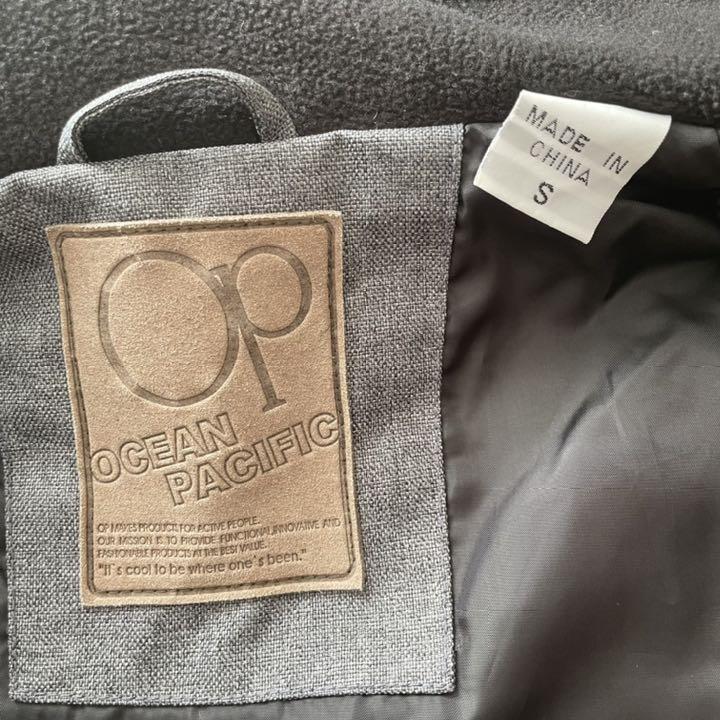 op
OCEAN
PACIFIC
OP MAKES PRODUCTS FOR ACTIVE PEOPLE.
OUR MISSION IS TO PROVIDE FUNCTIONAL,INNOVATIVE AND
FASHIONABLE PRODUCTS AT THE BEST VALUE.
"It's cool to be where one's been."
MADE IN
CHINA
S